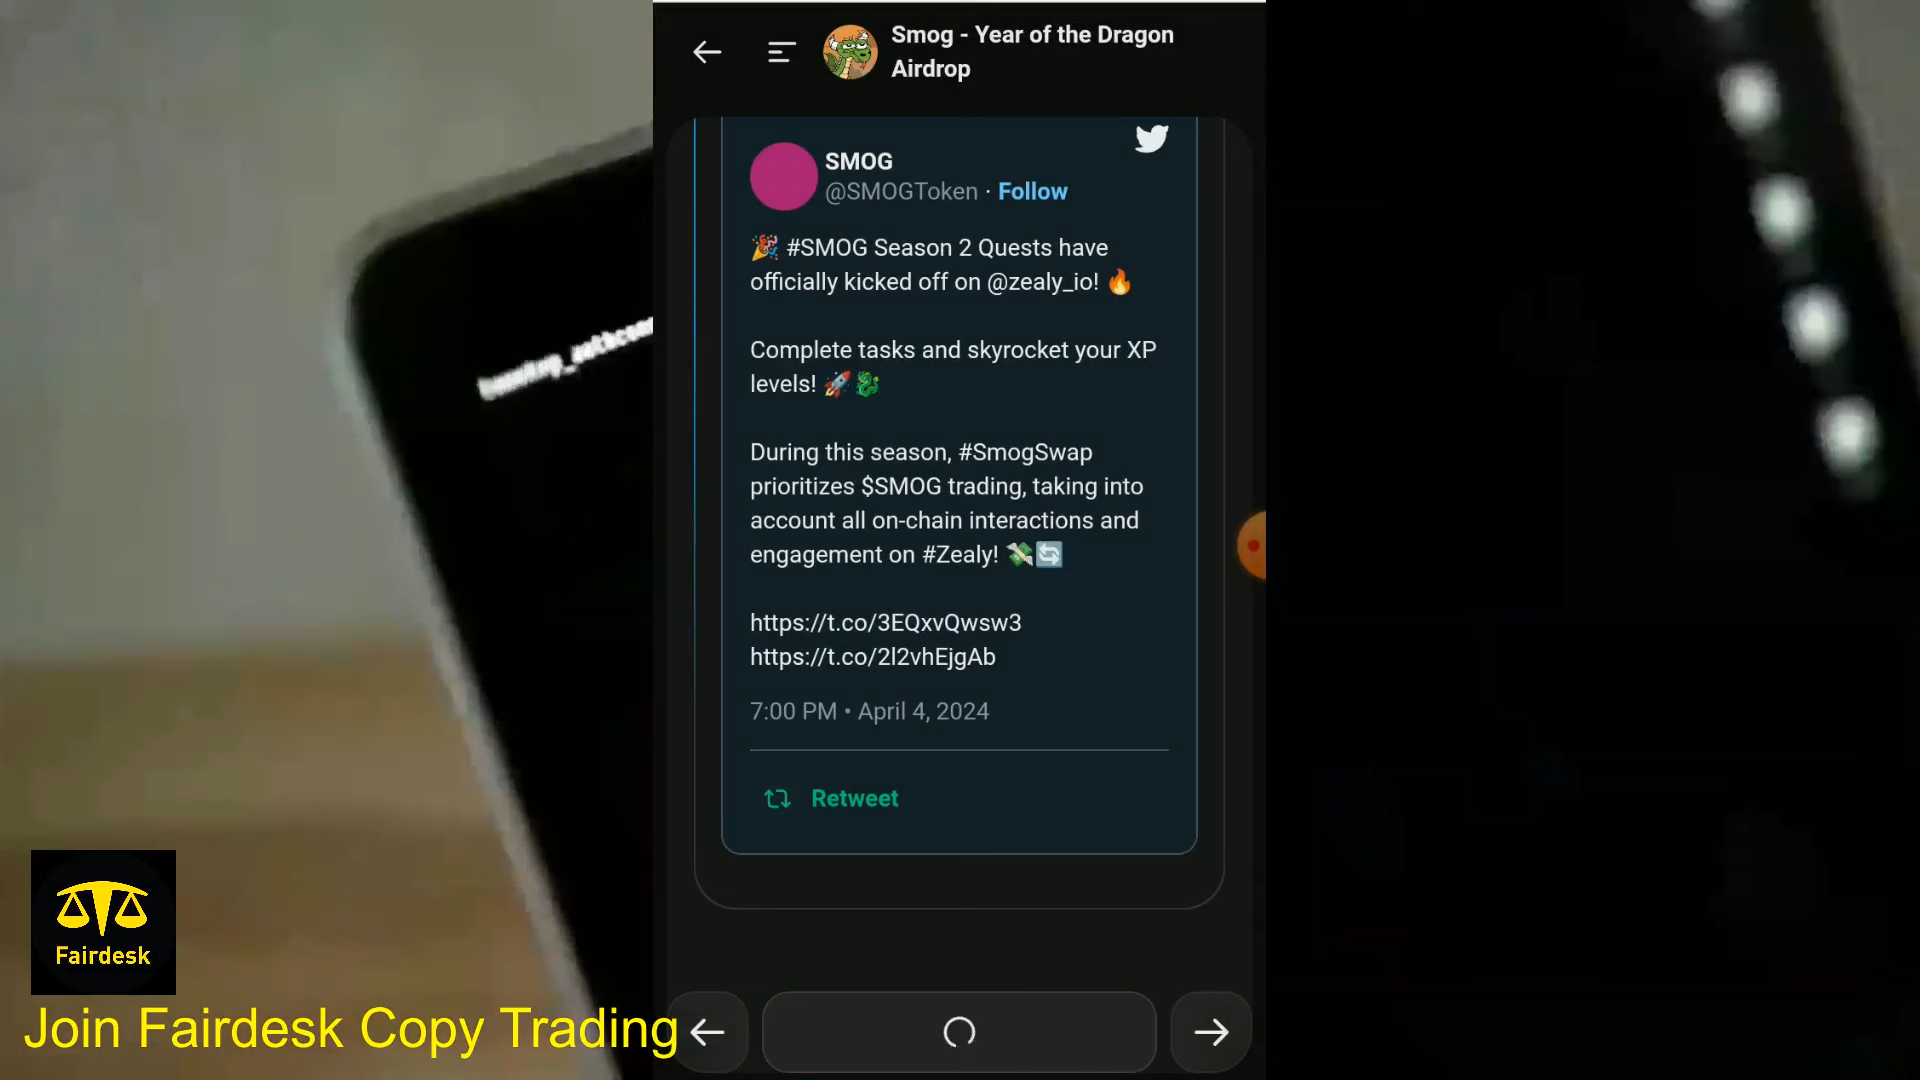 Smog - Year of the Dragon
Airdrop
SMOG
@SMOGToken · Follow
🎉 #SMOG Season 2 Quests have
officially kicked off on @zealy_io! 🔥
Complete tasks and skyrocket your XP
levels! 🚀🐉
During this season, #SmogSwap
prioritizes $SMOG trading, taking into
account all on-chain interactions and
engagement on #Zealy! 💸🔄
https://t.co/3EQxvQwsw3
https://t.co/2l2vhEjgAb
7:00 PM • April 4, 2024
Retweet
Fairdesk
Join Fairdesk Copy Trading